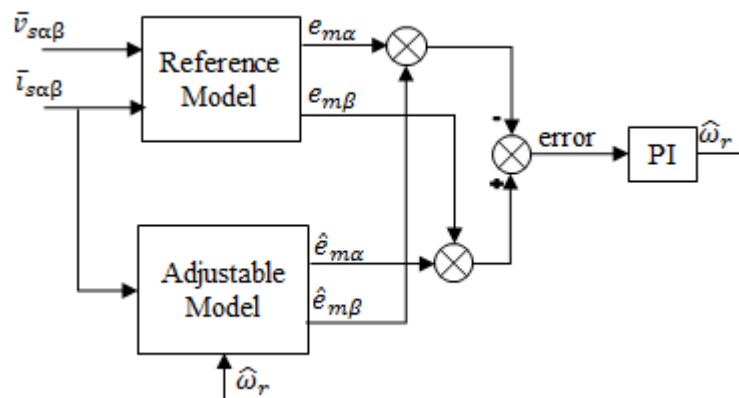 v̄sαβ
īsαβ
Reference
Model
emα
emβ
-
+
error
PI
ω̂r
Adjustable
Model
êmα
êmβ
ω̂r